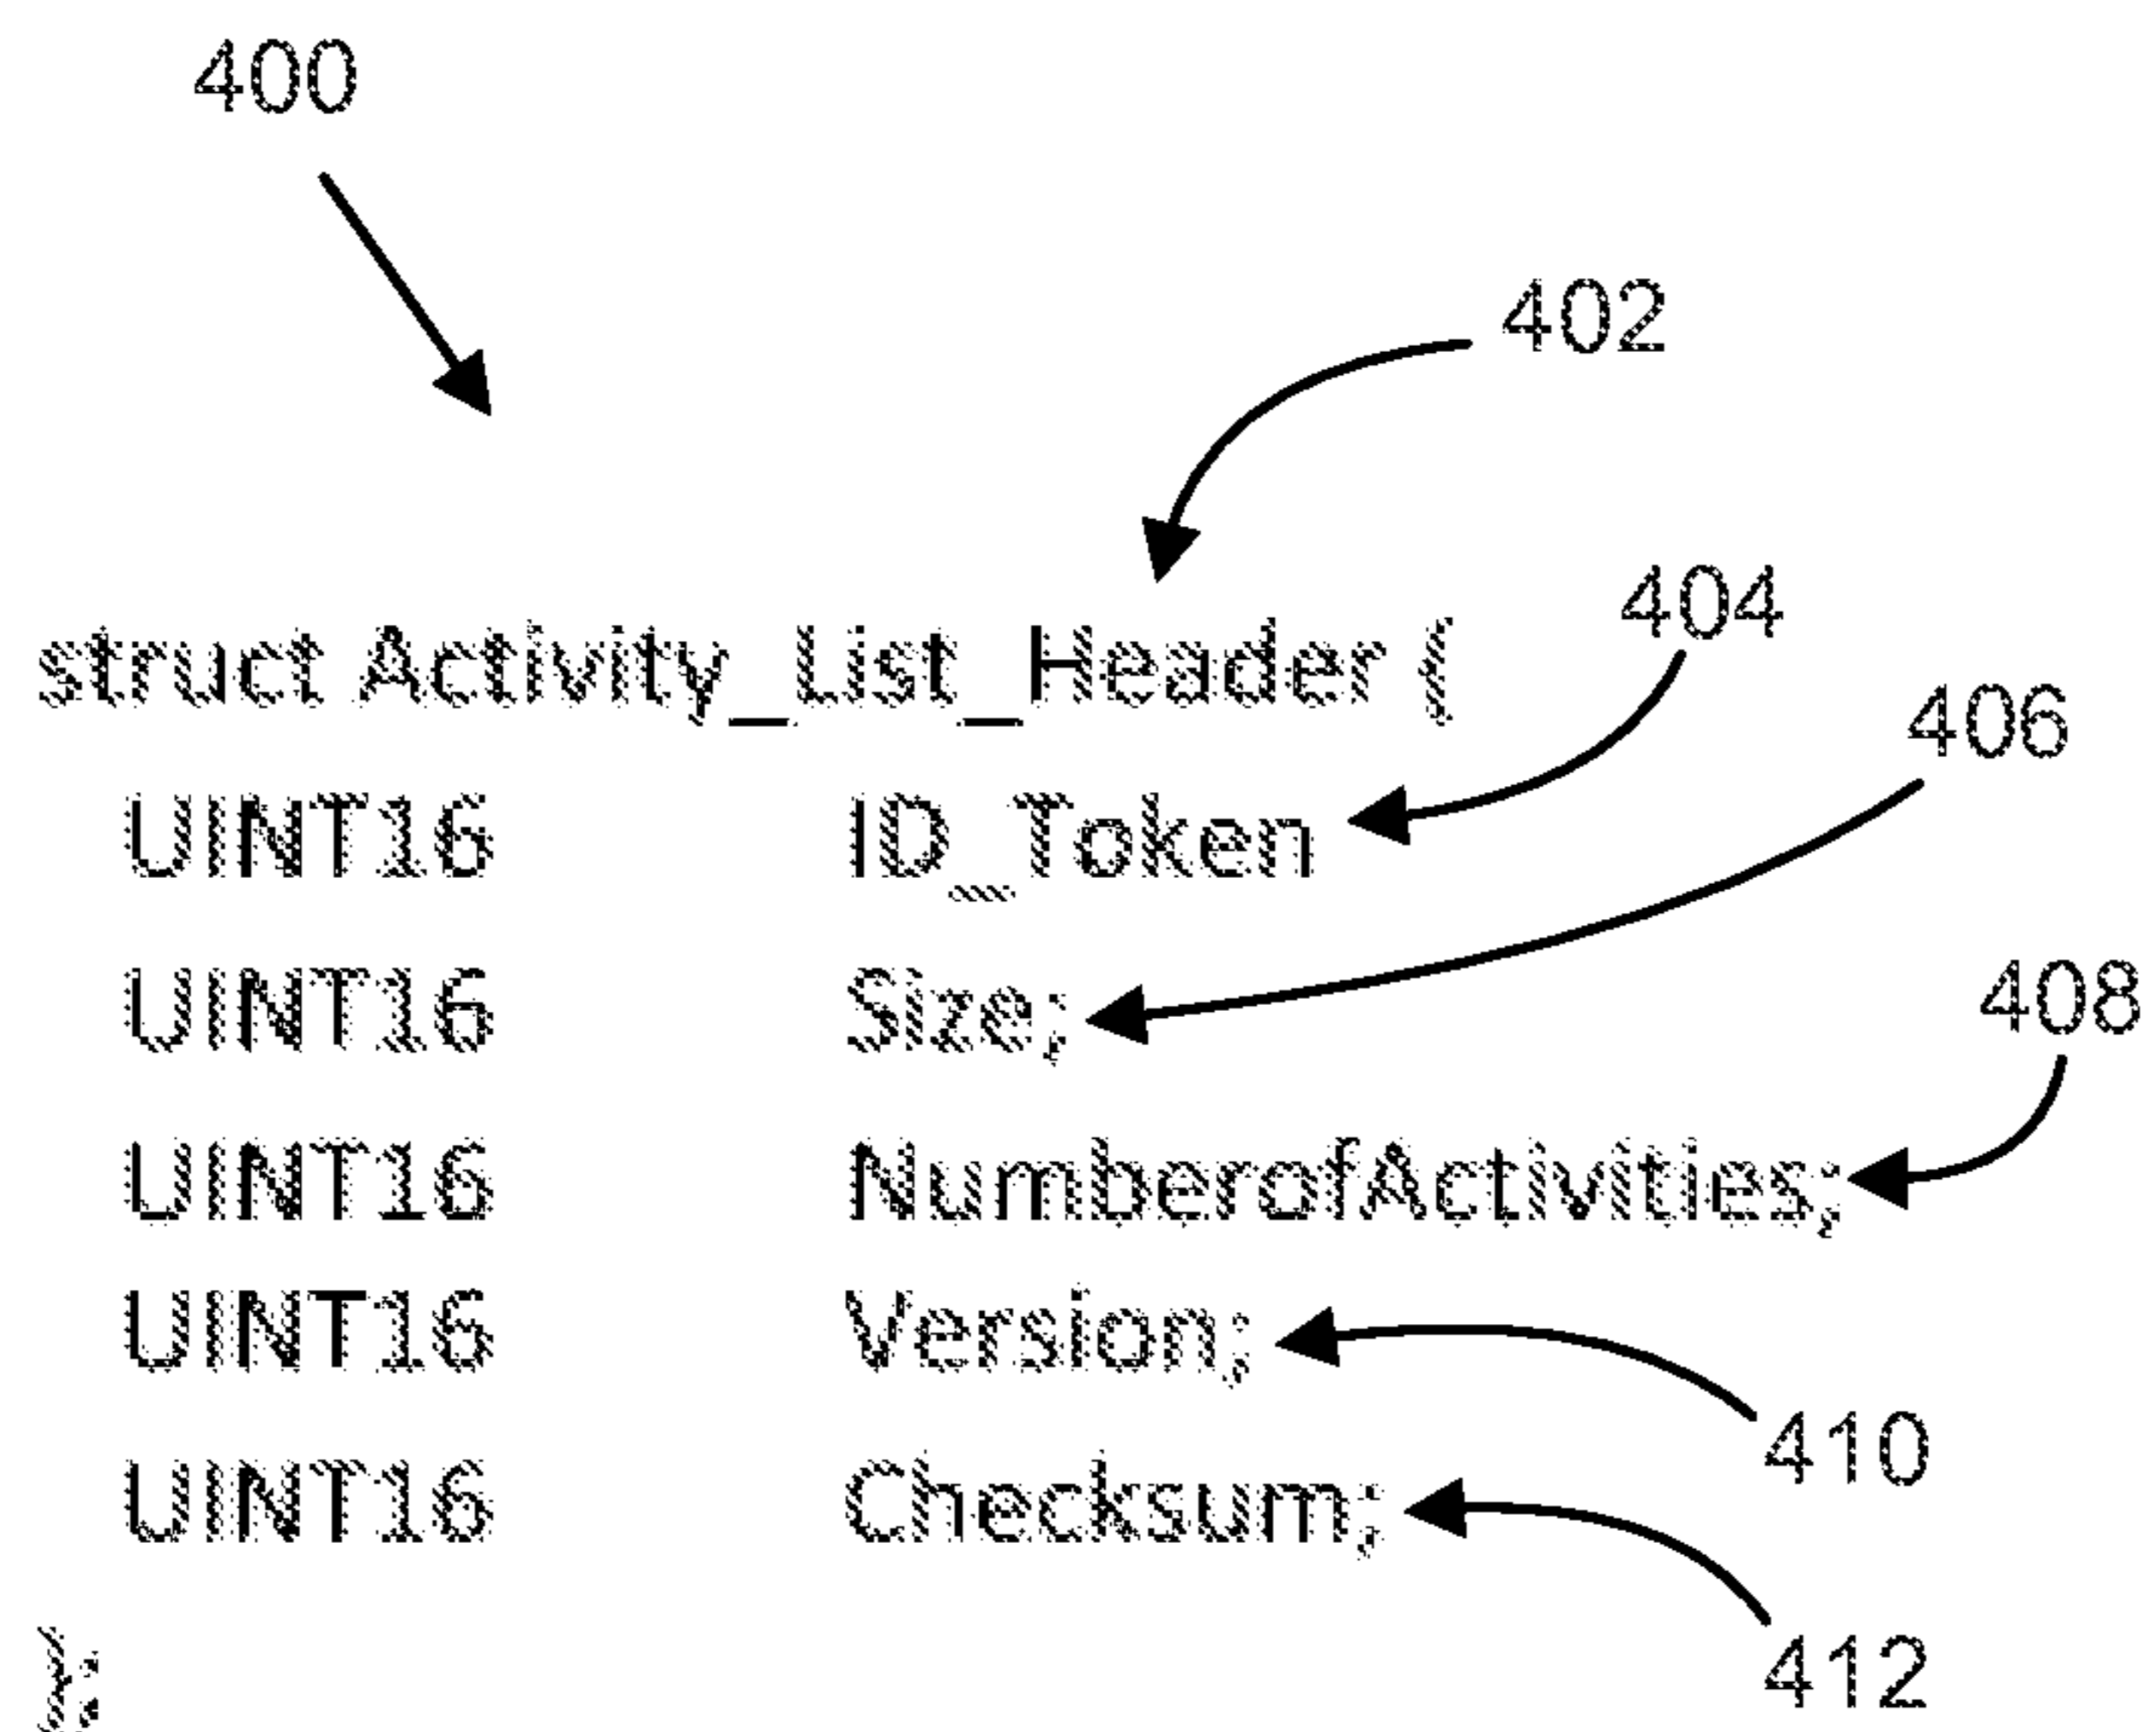 400
402
struct Activity_List_Header {
404
406
UINT16 ID_Token
UINT16 Size;
408
UINT16 NumberofActivities;
UINT16 Version;
410
UINT16 Checksum;
412
};